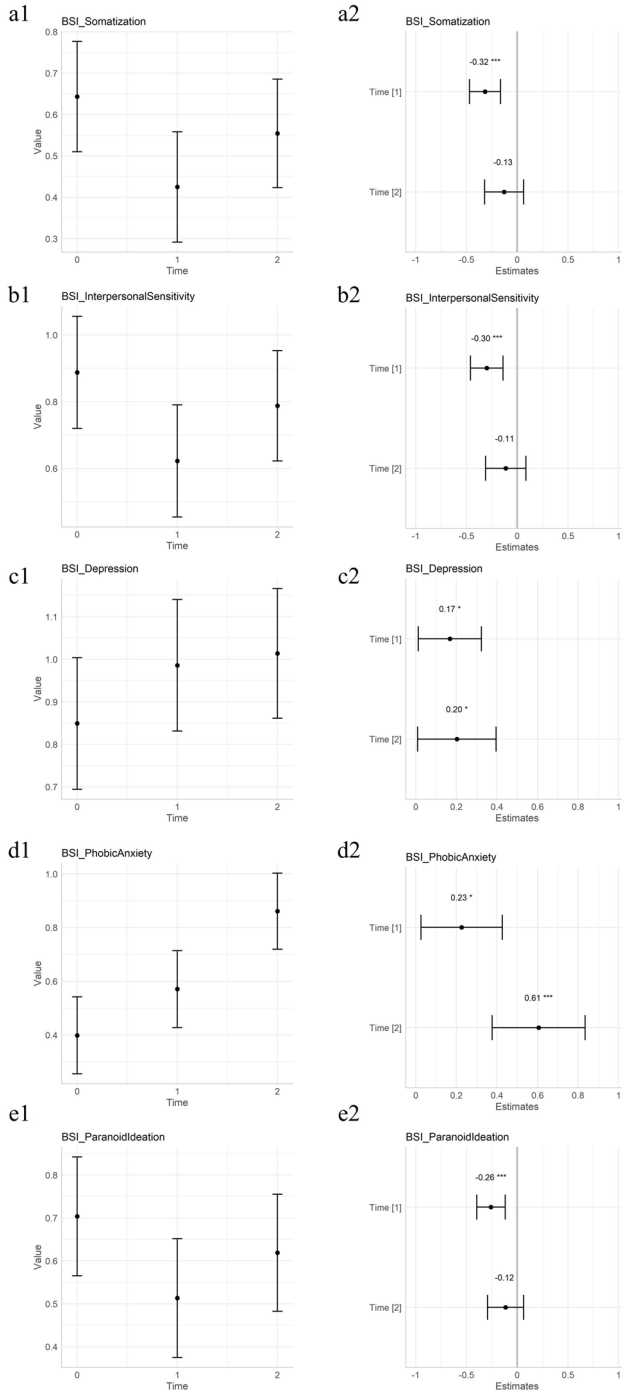 a1
BSI_Somatization
0.8
0.7
0.6
0.5
0.4
0.3
Value
0 1 2
Time
a2
BSI_Somatization
-0.32 ***
Time [1]
-0.13
Time [2]
-1 -0.5 0 0.5 1
Estimates
b1
BSI_InterpersonalSensitivity
1.0
0.8
0.6
Value
0 1 2
Time
b2
BSI_InterpersonalSensitivity
-0.30 ***
Time [1]
-0.11
Time [2]
-1 -0.5 0 0.5 1
Estimates
c1
BSI_Depression
1.1
1.0
0.9
0.8
0.7
Value
0 1 2
Time
c2
BSI_Depression
0.17 *
Time [1]
0.20 *
Time [2]
0 0.2 0.4 0.6 0.8 1
Estimates
d1
BSI_PhobicAnxiety
1.0
0.8
0.6
0.4
Value
0 1 2
Time
d2
BSI_PhobicAnxiety
0.23 *
Time [1]
0.61 ***
Time [2]
0 0.2 0.4 0.6 0.8 1
Estimates
e1
BSI_ParanoidIdeation
0.8
0.7
0.6
0.5
0.4
Value
0 1 2
Time
e2
BSI_ParanoidIdeation
-0.26 ***
Time [1]
-0.12
Time [2]
-1 -0.5 0 0.5 1
Estimates